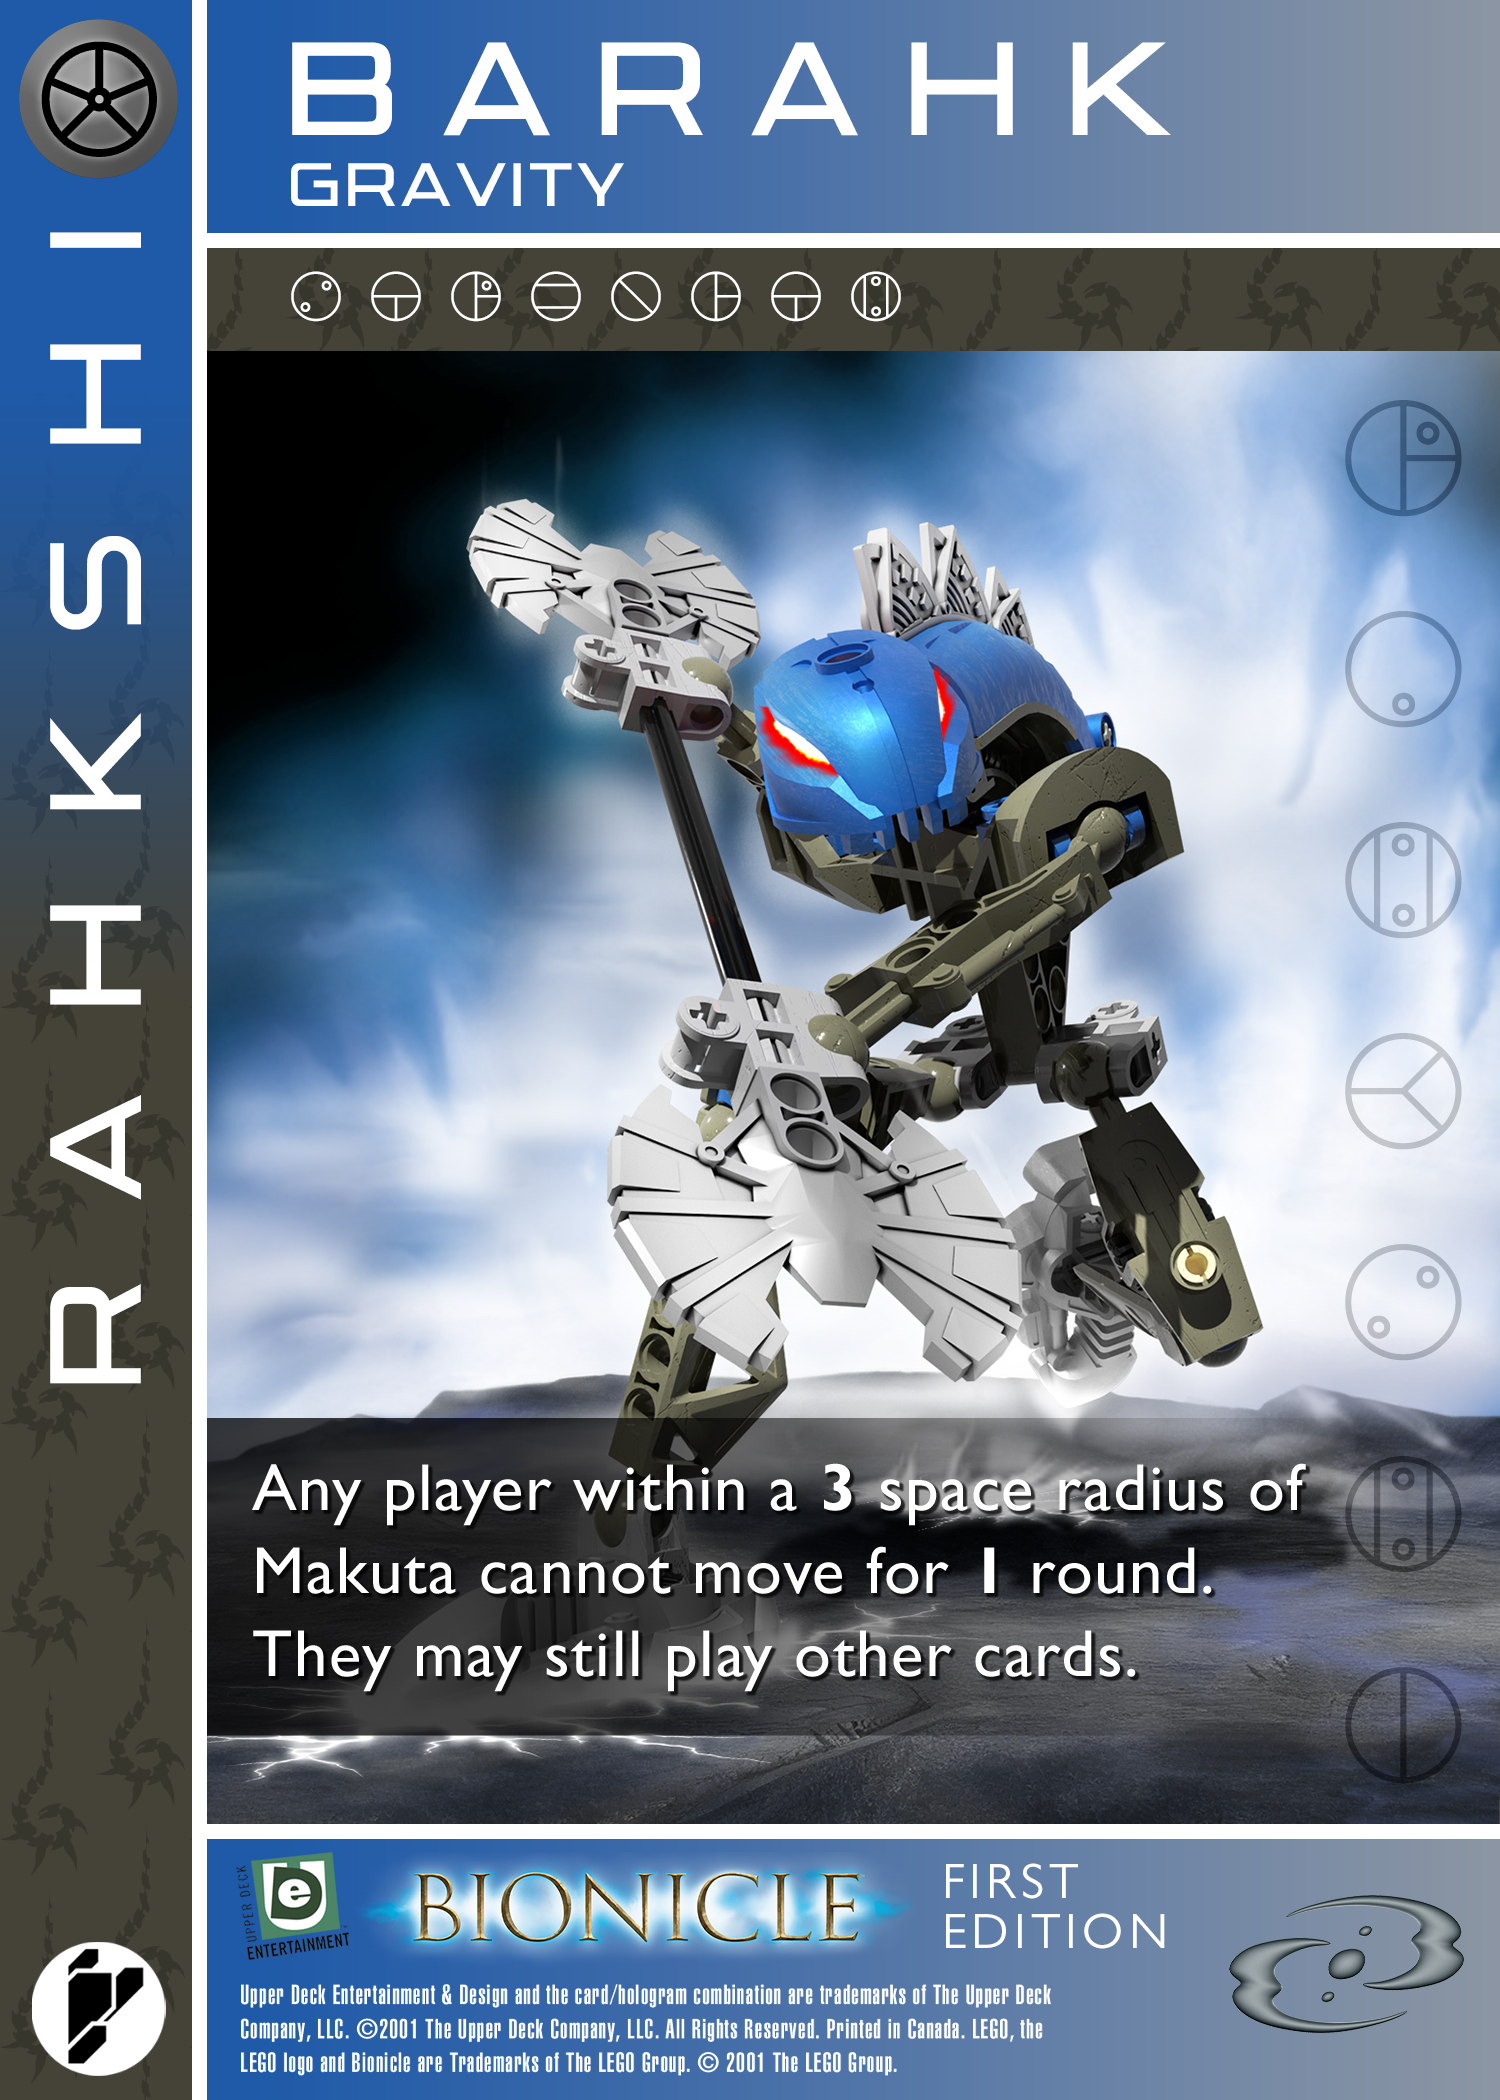 BARAHK
GRAVITY
RAHKSHI
Any player within a 3 space radius of
Makuta cannot move for 1 round.
They may still play other cards.
UPPER DECK
e
ENTERTAINMENT
BIONICLE
FIRST
EDITION
Upper Deck Entertainment & Design and the card/hologram combination are trademarks of The Upper Deck
Company, LLC. ©2001 The Upper Deck Company, LLC. All Rights Reserved. Printed in Canada. LEGO, the
LEGO logo and Bionicle are Trademarks of The LEGO Group. © 2001 The LEGO Group.